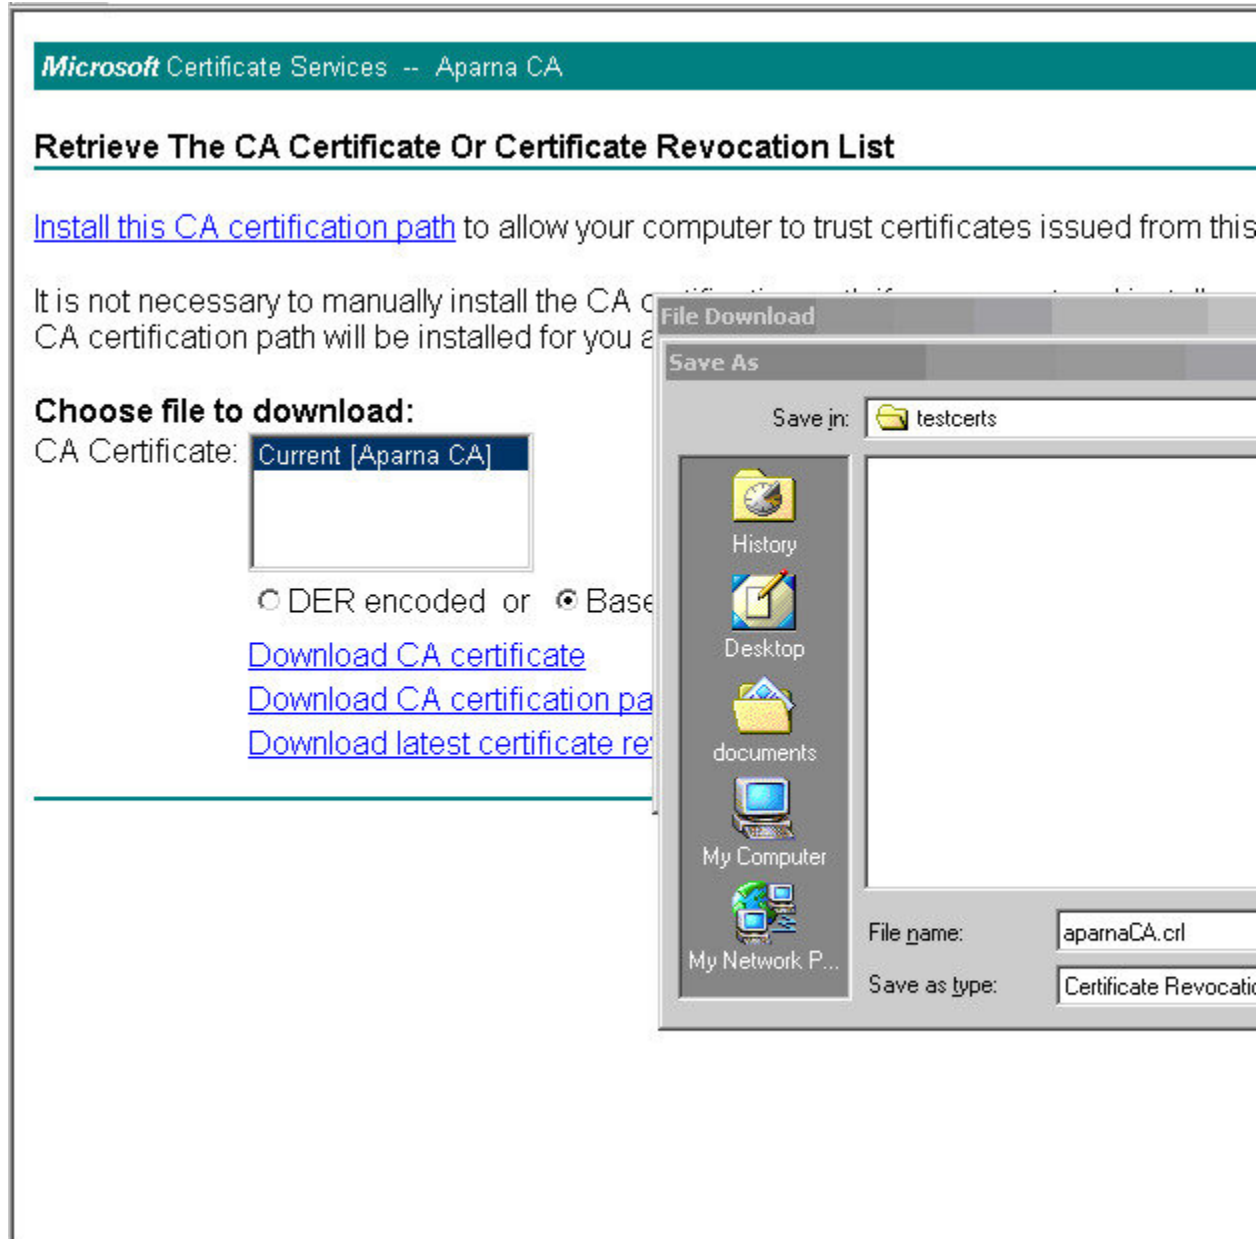 Microsoft Certificate Services -- Aparna CA
Retrieve The CA Certificate Or Certificate Revocation List
Install this CA certification path to allow your computer to trust certificates issued from this
It is not necessary to manually install the CA
CA certification path will be installed for you
File Download
Save As
Choose file to download:
CA Certificate:
Current [Aparna CA]
DER encoded or Base
Download CA certificate
Download CA certification pa
Download latest certificate re
Save in:
testcerts
History
Desktop
documents
My Computer
My Network P...
File name:
aparnaCA.crl
Save as type:
Certificate Revocatio